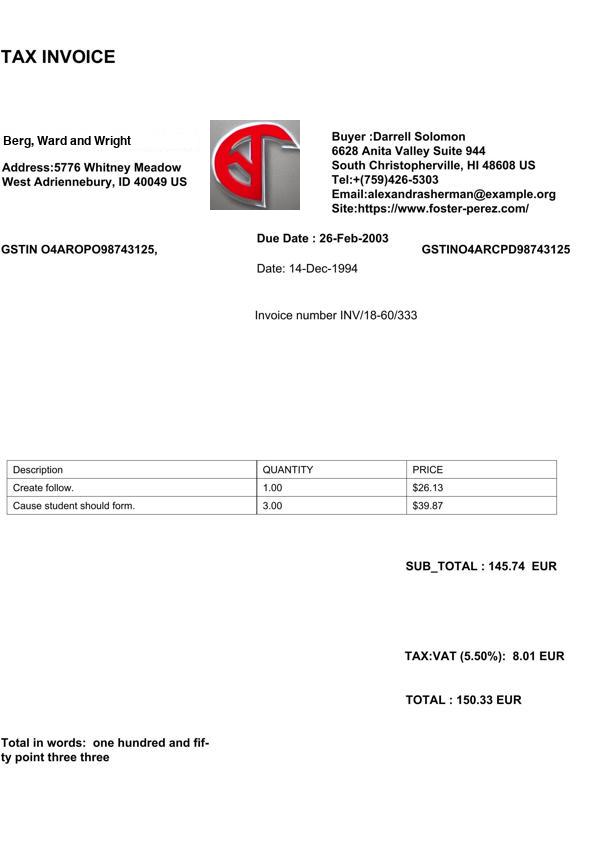 TAX INVOICE
Berg, Ward and Wright
Address:5776 Whitney Meadow
West Adriennebury, ID 40049 US
Buyer :Darrell Solomon
6628 Anita Valley Suite 944
South Christopherville, HI 48608 US
Tel:+(759)426-5303
Email:alexandrasherman@example.org
Site:https://www.foster-perez.com/
GSTIN O4AROPO98743125,
Due Date : 26-Feb-2003
GSTINO4ARCPD98743125
Date: 14-Dec-1994
Invoice number INV/18-60/333
Description QUANTITY PRICE
Create follow. 1.00 $26.13
Cause student should form. 3.00 $39.87
SUB_TOTAL : 145.74 EUR
TAX:VAT (5.50%): 8.01 EUR
TOTAL : 150.33 EUR
Total in words: one hundred and fif-
ty point three three